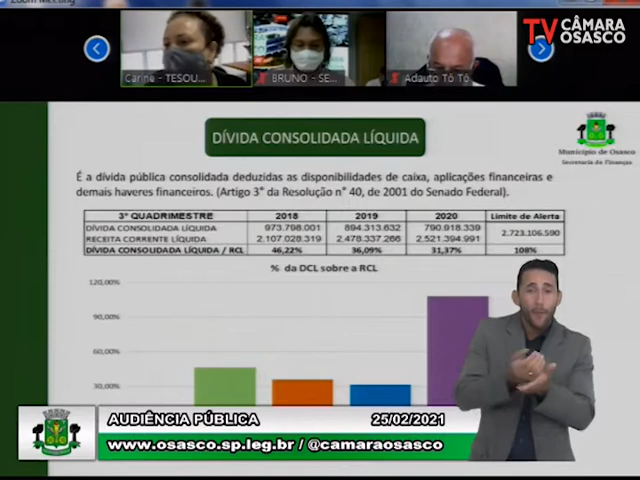 Zoom Meeting
TV CÂMARA
OSASCO
Carine - TESOU...
BRUNO - SE...
Adauto Tô Tô
DÍVIDA CONSOLIDADA LÍQUIDA
Município de Osasco
Secretaria de Finanças
É a dívida pública consolidada deduzidas as disponibilidades de caixa, aplicações financeiras e
demais haveres financeiros. (Artigo 3° da Resolução n° 40, de 2001 do Senado Federal).
3° QUADRIMESTRE 2018 2019 2020 Limite de Alerta
DÍVIDA CONSOLIDADA LÍQUIDA 973.798.001 894.313.632 790.918.339 2.723.106.590
RECEITA CORRENTE LÍQUIDA 2.107.028.319 2.478.337.266 2.521.394.991
DÍVIDA CONSOLIDADA LÍQUIDA / RCL 46,22% 36,09% 31,37% 108%
% da DCL sobre a RCL
120,00%
90,00%
60,00%
30,00%
AUDIÊNCIA PÚBLICA 25/02/2021
www.osasco.sp.leg.br / @camaraosasco